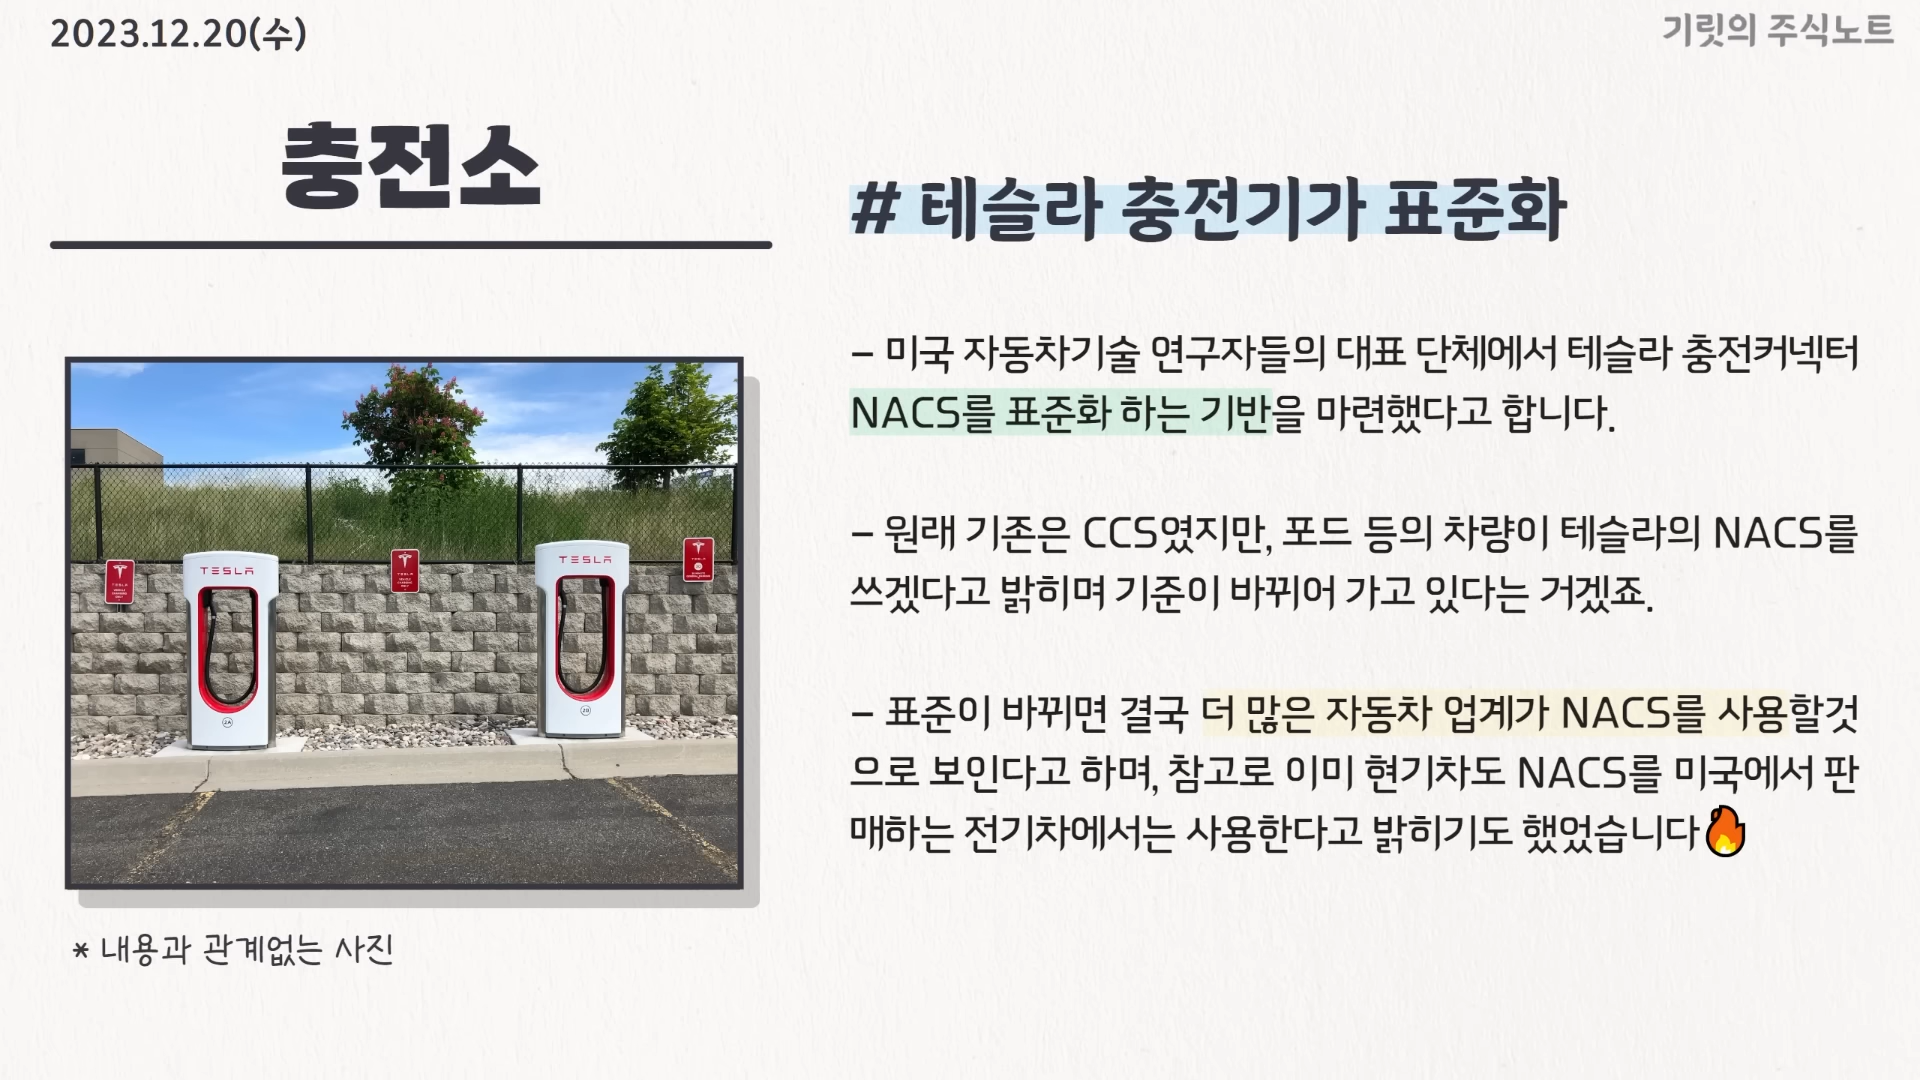 2023.12.20(수)
기릿의 주식노트
충전소
TESLA
TESLA
2A
2B
* 내용과 관계없는 사진
# 테슬라 충전기가 표준화
- 미국 자동차기술 연구자들의 대표 단체에서 테슬라 충전커넥터
NACS를 표준화 하는 기반을 마련했다고 합니다.
- 원래 기존은 CCS였지만, 포드 등의 차량이 테슬라의 NACS를
쓰겠다고 밝히며 기준이 바뀌어 가고 있다는 거겠죠.
- 표준이 바뀌면 결국 더 많은 자동차 업계가 NACS를 사용할것
으로 보인다고 하며, 참고로 이미 현기차도 NACS를 미국에서 판
매하는 전기차에서는 사용한다고 밝히기도 했었습니다🔥